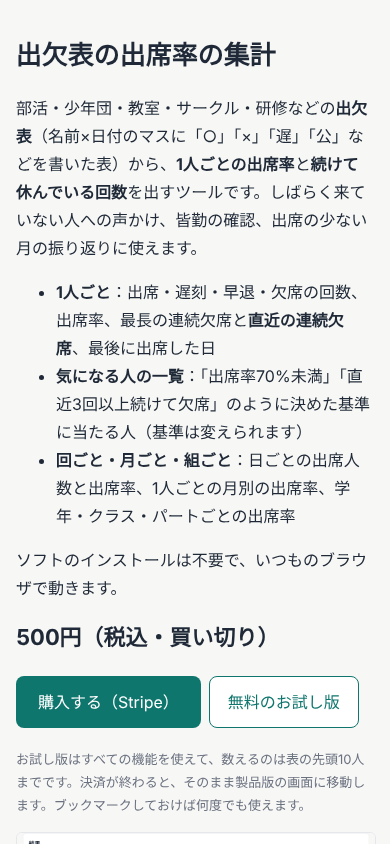 出欠表の出席率の集計
部活・少年団・教室・サークル・研修などの出欠
表（名前×日付のマスに「○」「×」「遅」「公」な
どを書いた表）から、1人ごとの出席率と続けて
休んでいる回数を出すツールです。しばらく来て
いない人への声かけ、皆勤の確認、出席の少ない
月の振り返りに使えます。
• 1人ごと：出席・遅刻・早退・欠席の回数、
出席率、最長の連続欠席と直近の連続欠
席、最後に出席した日
• 気になる人の一覧：「出席率70%未満」「直
近3回以上続けて欠席」のように決めた基準
に当たる人（基準は変えられます）
• 回ごと・月ごと・組ごと：日ごとの出席人
数と出席率、1人ごとの月別の出席率、学
年・クラス・パートごとの出席率
ソフトのインストールは不要で、いつものブラウ
ザで動きます。
500円（税込・買い切り）
購入する（Stripe）
無料のお試し版
お試し版はすべての機能を使えて、数えるのは表の先頭10人
までです。決済が終わると、そのまま製品版の画面に移動し
ます。ブックマークしておけば何度でも使えます。